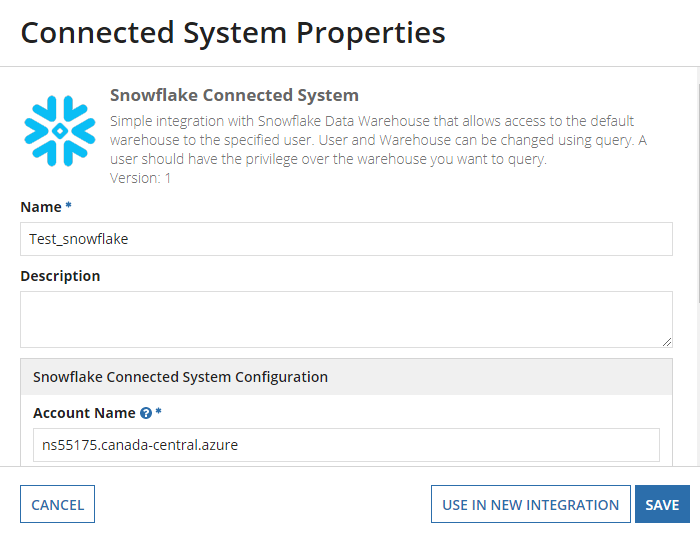 Connected System Properties
Snowflake Connected System
Simple integration with Snowflake Data Warehouse that allows access to the default
warehouse to the specified user. User and Warehouse can be changed using query. A
user should have the privilege over the warehouse you want to query.
Version: 1
Name *
Test_snowflake
Description
Snowflake Connected System Configuration
Account Name ? *
ns55175.canada-central.azure
CANCEL
USE IN NEW INTEGRATION
SAVE